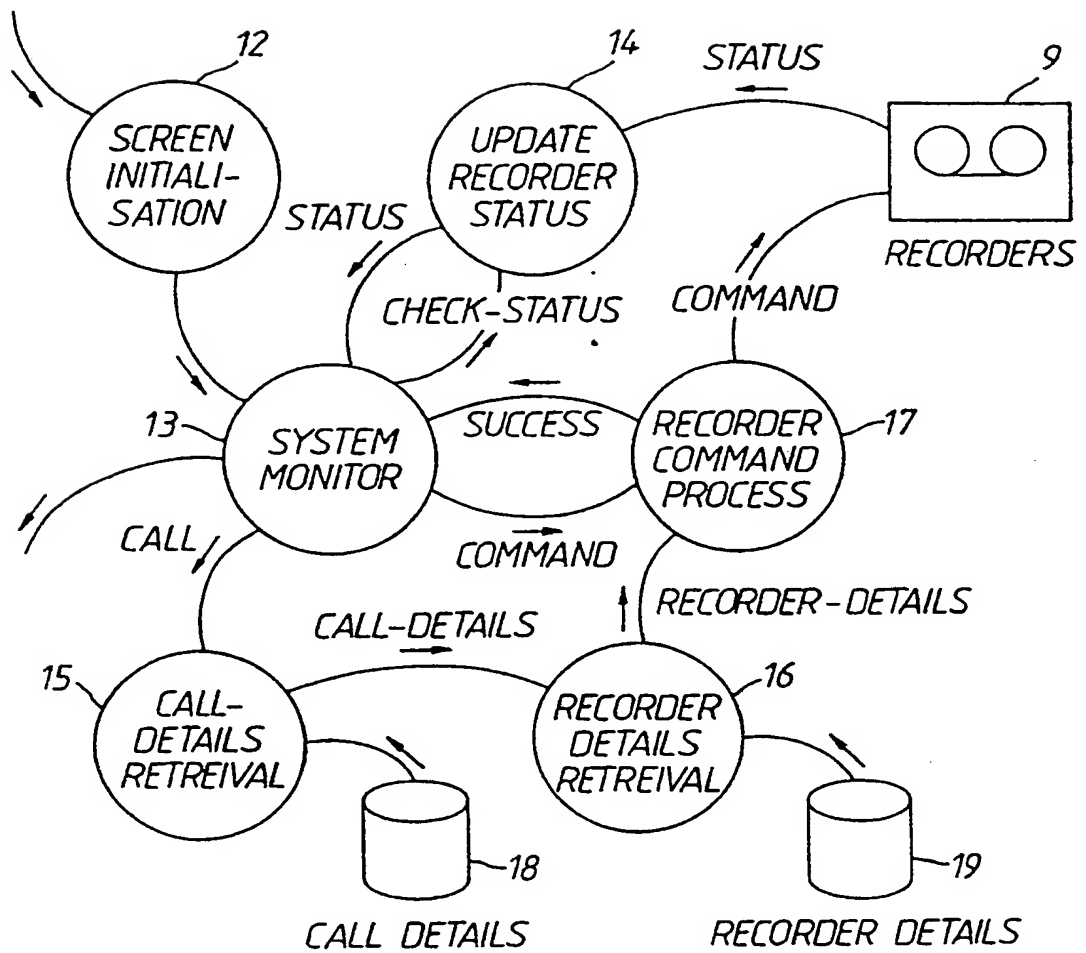 12
14
STATUS
9
SCREEN
INITIALI-
SATION
UPDATE
RECORDER
STATUS
STATUS
RECORDERS
CHECK-STATUS
COMMAND
13
SYSTEM
MONITOR
SUCCESS
RECORDER
COMMAND
PROCESS
17
CALL
COMMAND
CALL-DETAILS
RECORDER-DETAILS
15
CALL-
DETAILS
RETREIVAL
16
RECORDER
DETAILS
RETREIVAL
18
19
CALL DETAILS
RECORDER DETAILS